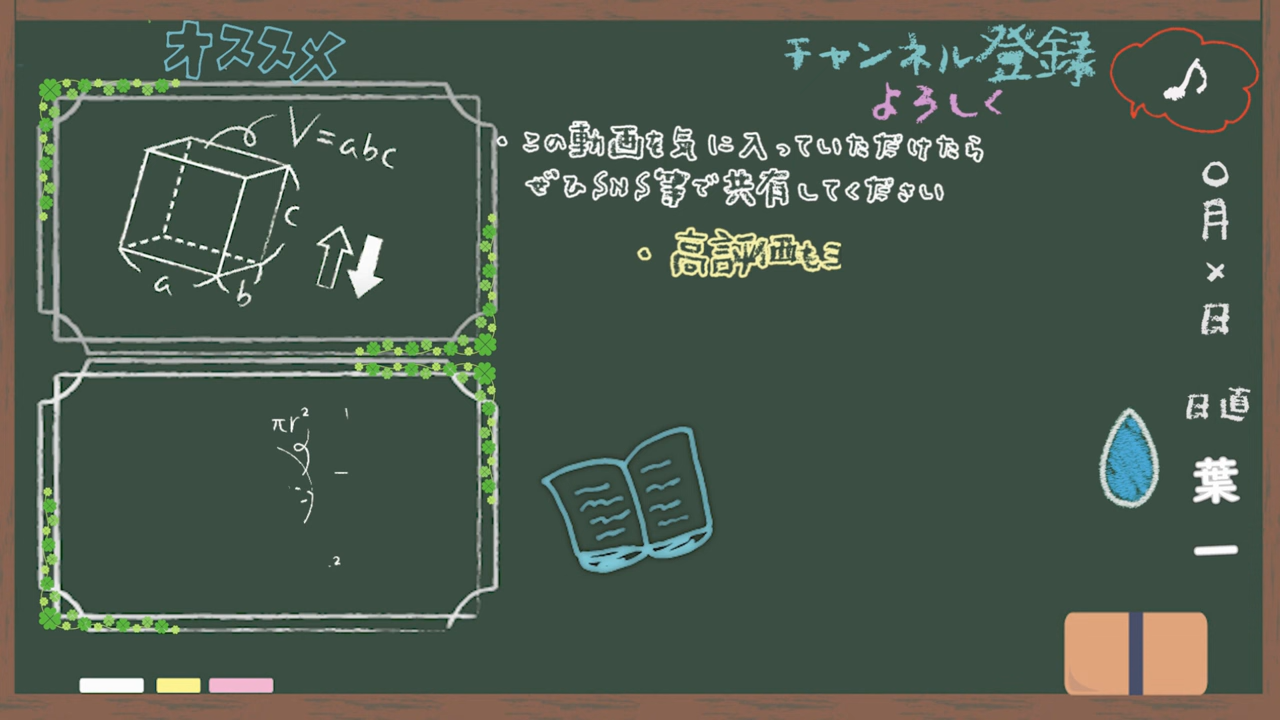 オススメ
V=abc
c
a
b
πr²
2
チャンネル登録
よろしく
・この動画を気に入っていただけたら
ぜひSNS等で共有してください
・高評価も
〇月×日
日直
葉一